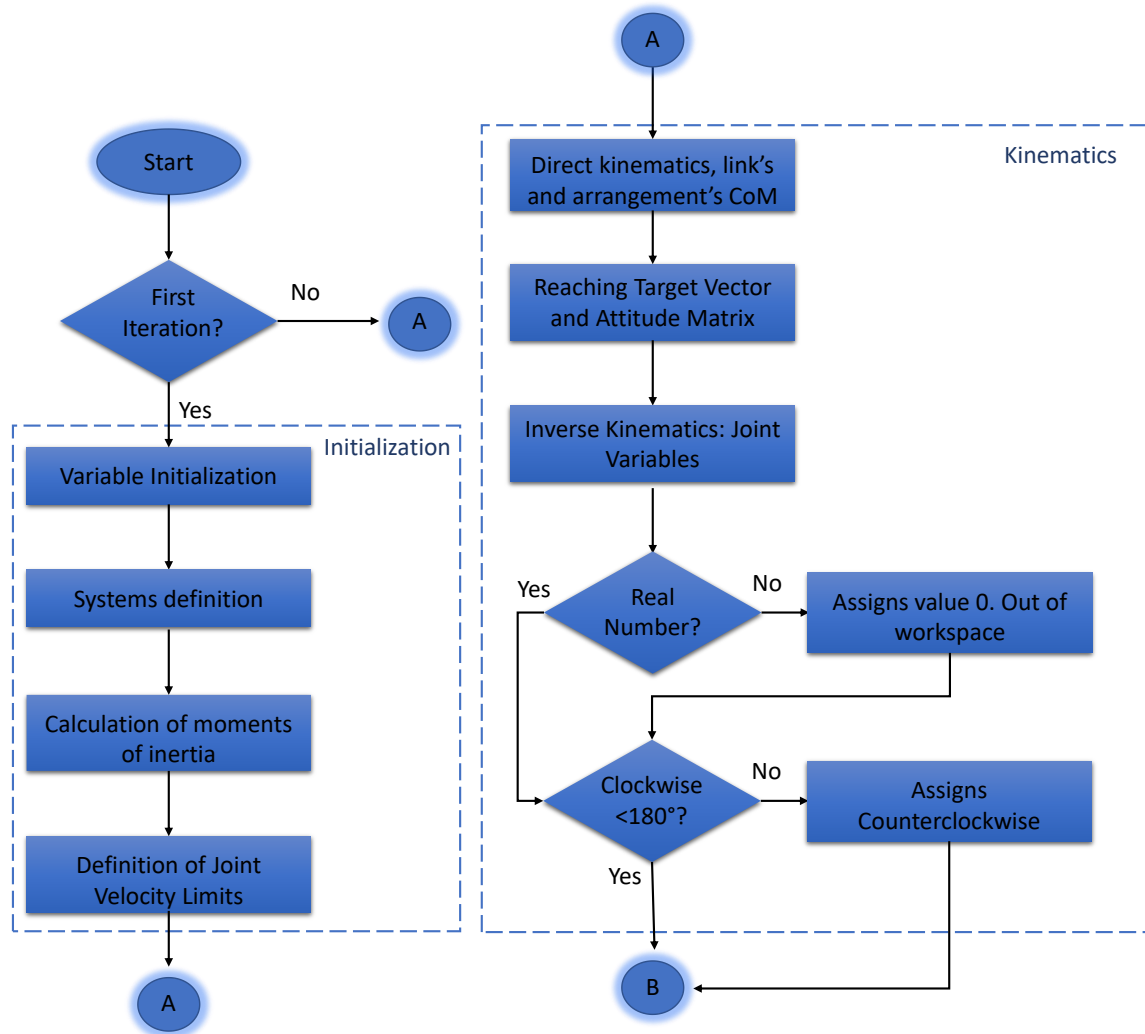 Start
First
Iteration?
No
A
Yes
Initialization
Variable Initialization
Systems definition
Calculation of moments
of inertia
Definition of Joint
Velocity Limits
A
A
Kinematics
Direct kinematics, link’s
and arrangement’s CoM
Reaching Target Vector
and Attitude Matrix
Inverse Kinematics: Joint
Variables
Real
Number?
Yes
No
Assigns value 0. Out of
workspace
Clockwise
<180°?
No
Assigns
Counterclockwise
Yes
B